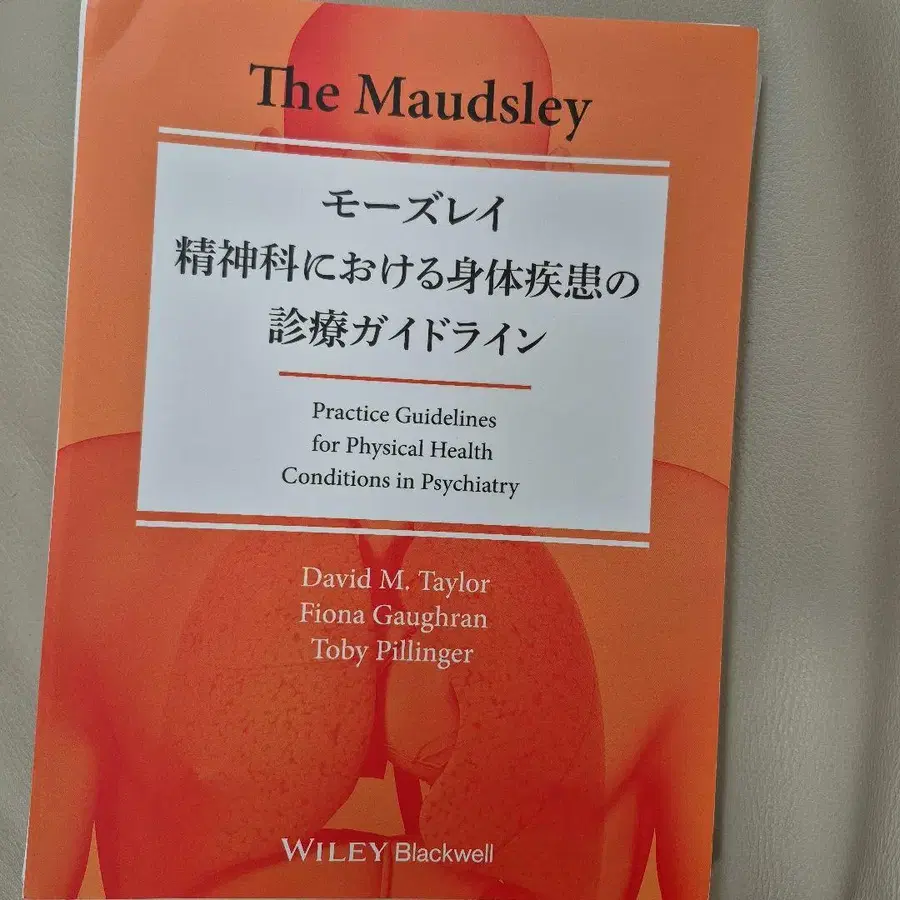 The Maudsley
モーズレイ
精神科における身体疾患の
診療ガイドライン
Practice Guidelines
for Physical Health
Conditions in Psychiatry
David M. Taylor
Fiona Gaughran
Toby Pillinger
WILEY Blackwell